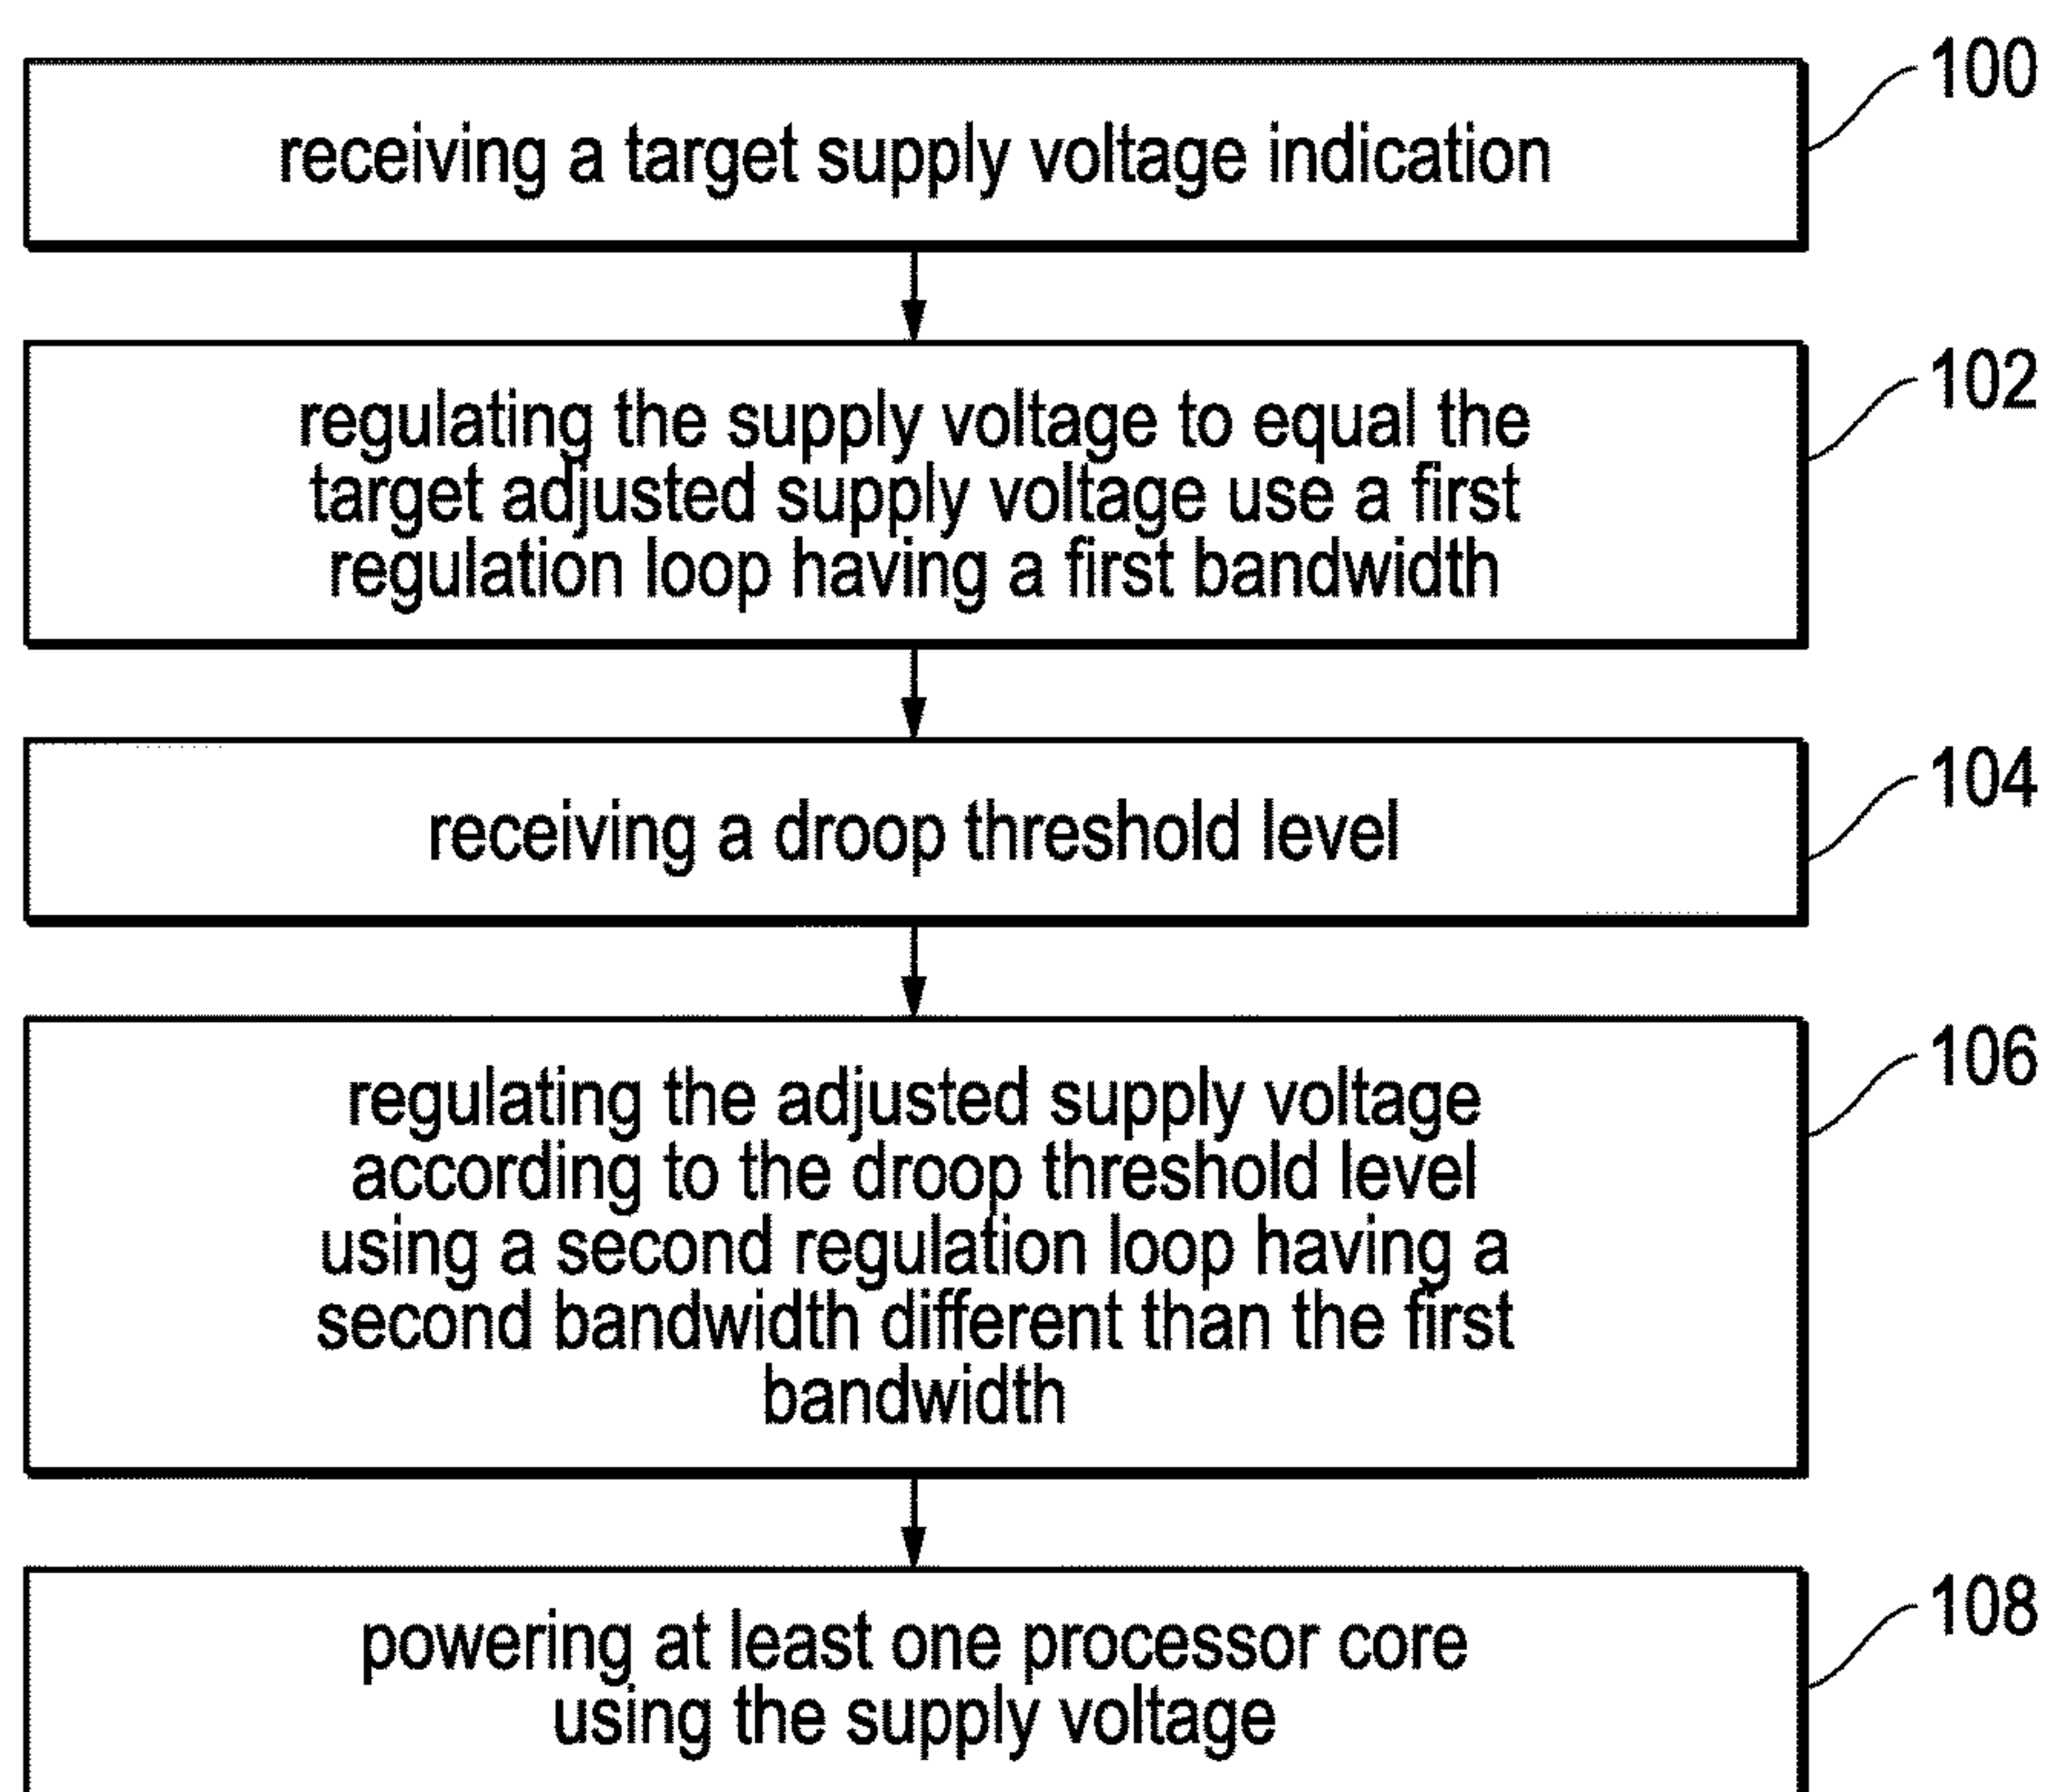 100
receiving a target supply voltage indication
102
regulating the supply voltage to equal the
target adjusted supply voltage use a first
regulation loop having a first bandwidth
104
receiving a droop threshold level
106
regulating the adjusted supply voltage
according to the droop threshold level
using a second regulation loop having a
second bandwidth different than the first
bandwidth
108
powering at least one processor core
using the supply voltage